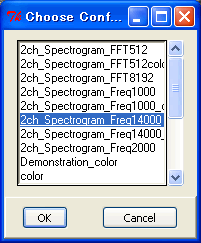 Choose Conf...
2ch_Spectrogram_FFT512
2ch_Spectrogram_FFT512colo
2ch_Spectrogram_FFT8192
2ch_Spectrogram_Freq1000
2ch_Spectrogram_Freq1000_c
2ch_Spectrogram_Freq14000
2ch_Spectrogram_Freq14000_
2ch_Spectrogram_Freq2000
Demonstration_color
color
OK Cancel